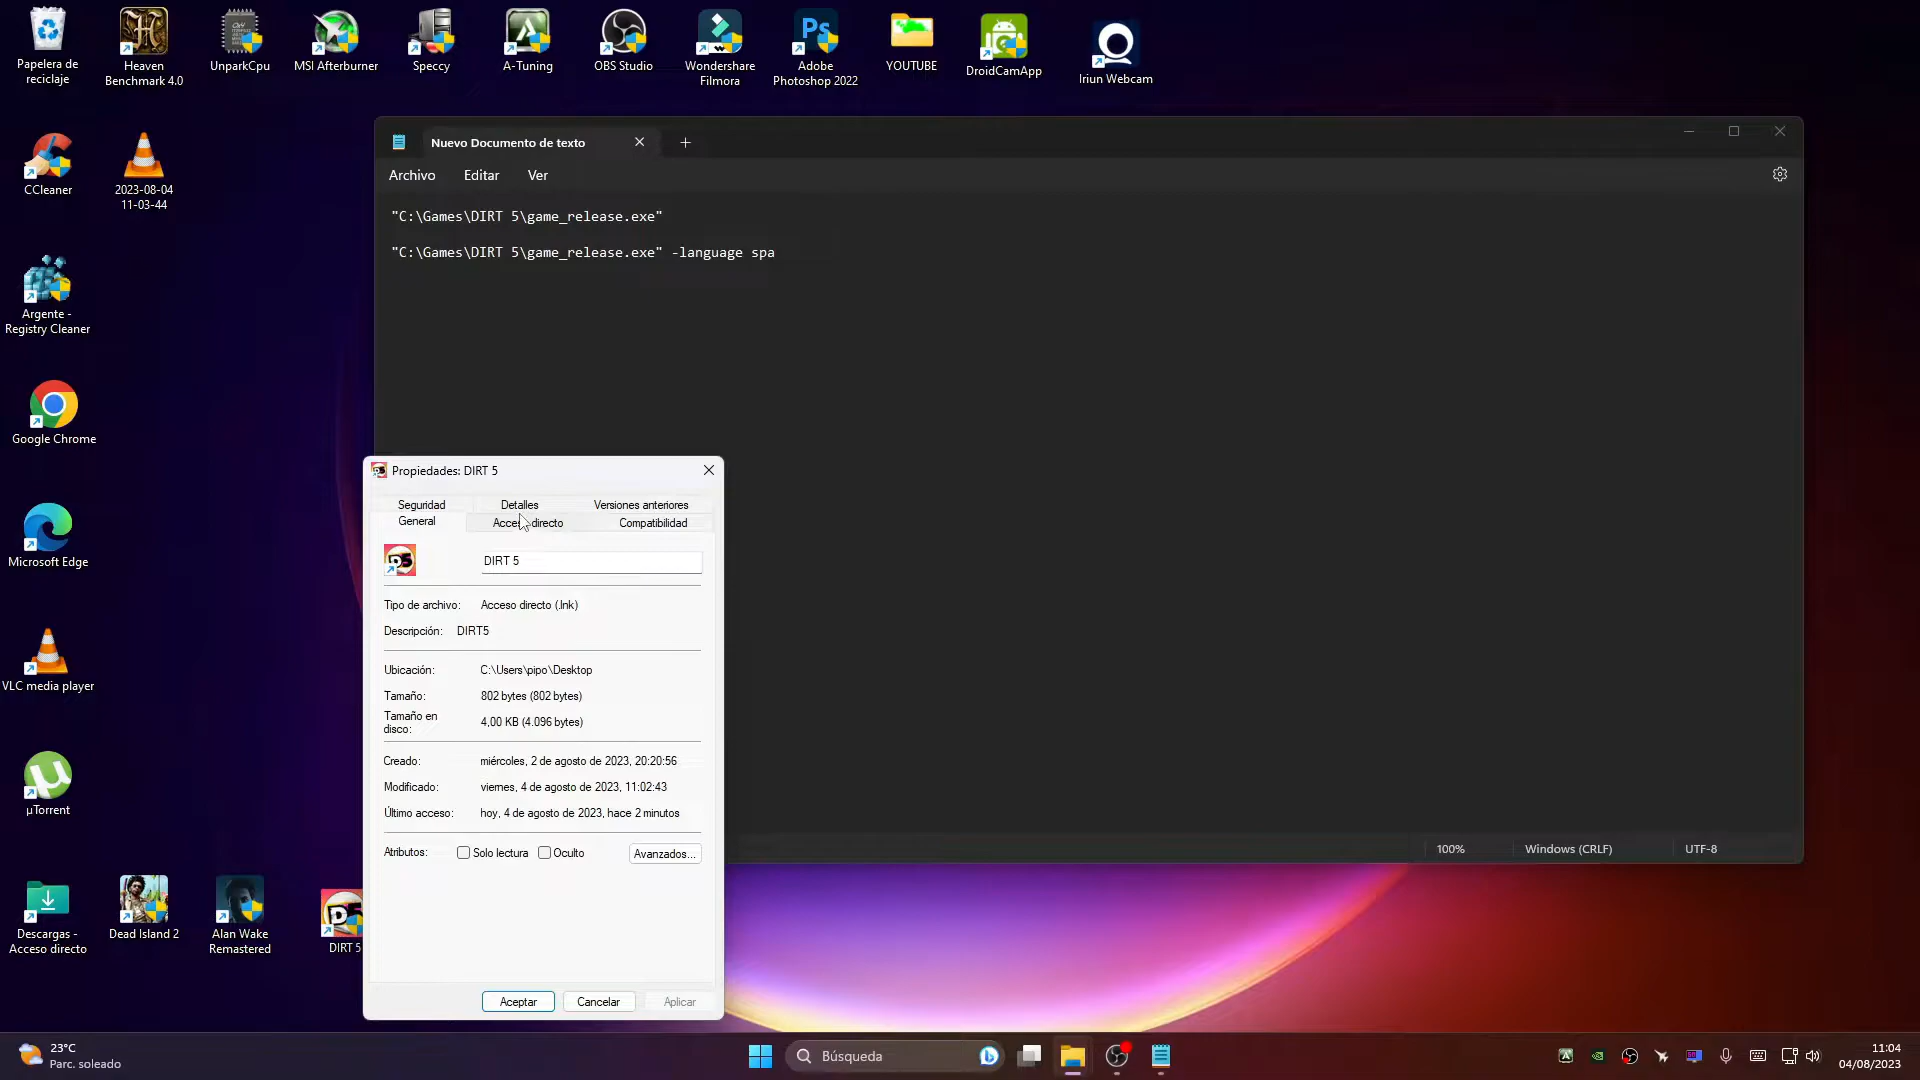 Papelera de
reciclaje
Heaven
Benchmark 4.0
UnparkCpu
MSI Afterburner
Speccy
A-Tuning
OBS Studio
Wondershare
Filmora
Adobe
Photoshop 2022
YOUTUBE
DroidCamApp
Iriun Webcam
CCleaner
2023-08-04
11-03-44
Argente -
Registry Cleaner
Google Chrome
Microsoft Edge
VLC media player
µTorrent
Descargas -
Acceso directo
Dead Island 2
Alan Wake
Remastered
DIRT 5
Nuevo Documento de texto
Archivo Editar Ver
"C:\Games\DIRT 5\game_release.exe"
"C:\Games\DIRT 5\game_release.exe" -language spa
100% Windows (CRLF) UTF-8
Propiedades: DIRT 5
Seguridad Detalles Versiones anteriores
General Acceso directo Compatibilidad
DIRT 5
Tipo de archivo: Acceso directo (.lnk)
Descripción: DIRT5
Ubicación: C:\Users\pipo\Desktop
Tamaño: 802 bytes (802 bytes)
Tamaño en
disco: 4,00 KB (4.096 bytes)
Creado: miércoles, 2 de agosto de 2023, 20:20:56
Modificado: viernes, 4 de agosto de 2023, 11:02:43
Último acceso: hoy, 4 de agosto de 2023, hace 2 minutos
Atributos: Solo lectura Oculto Avanzados...
Aceptar Cancelar Aplicar
23°C
Parc. soleado
Búsqueda
11:04
04/08/2023